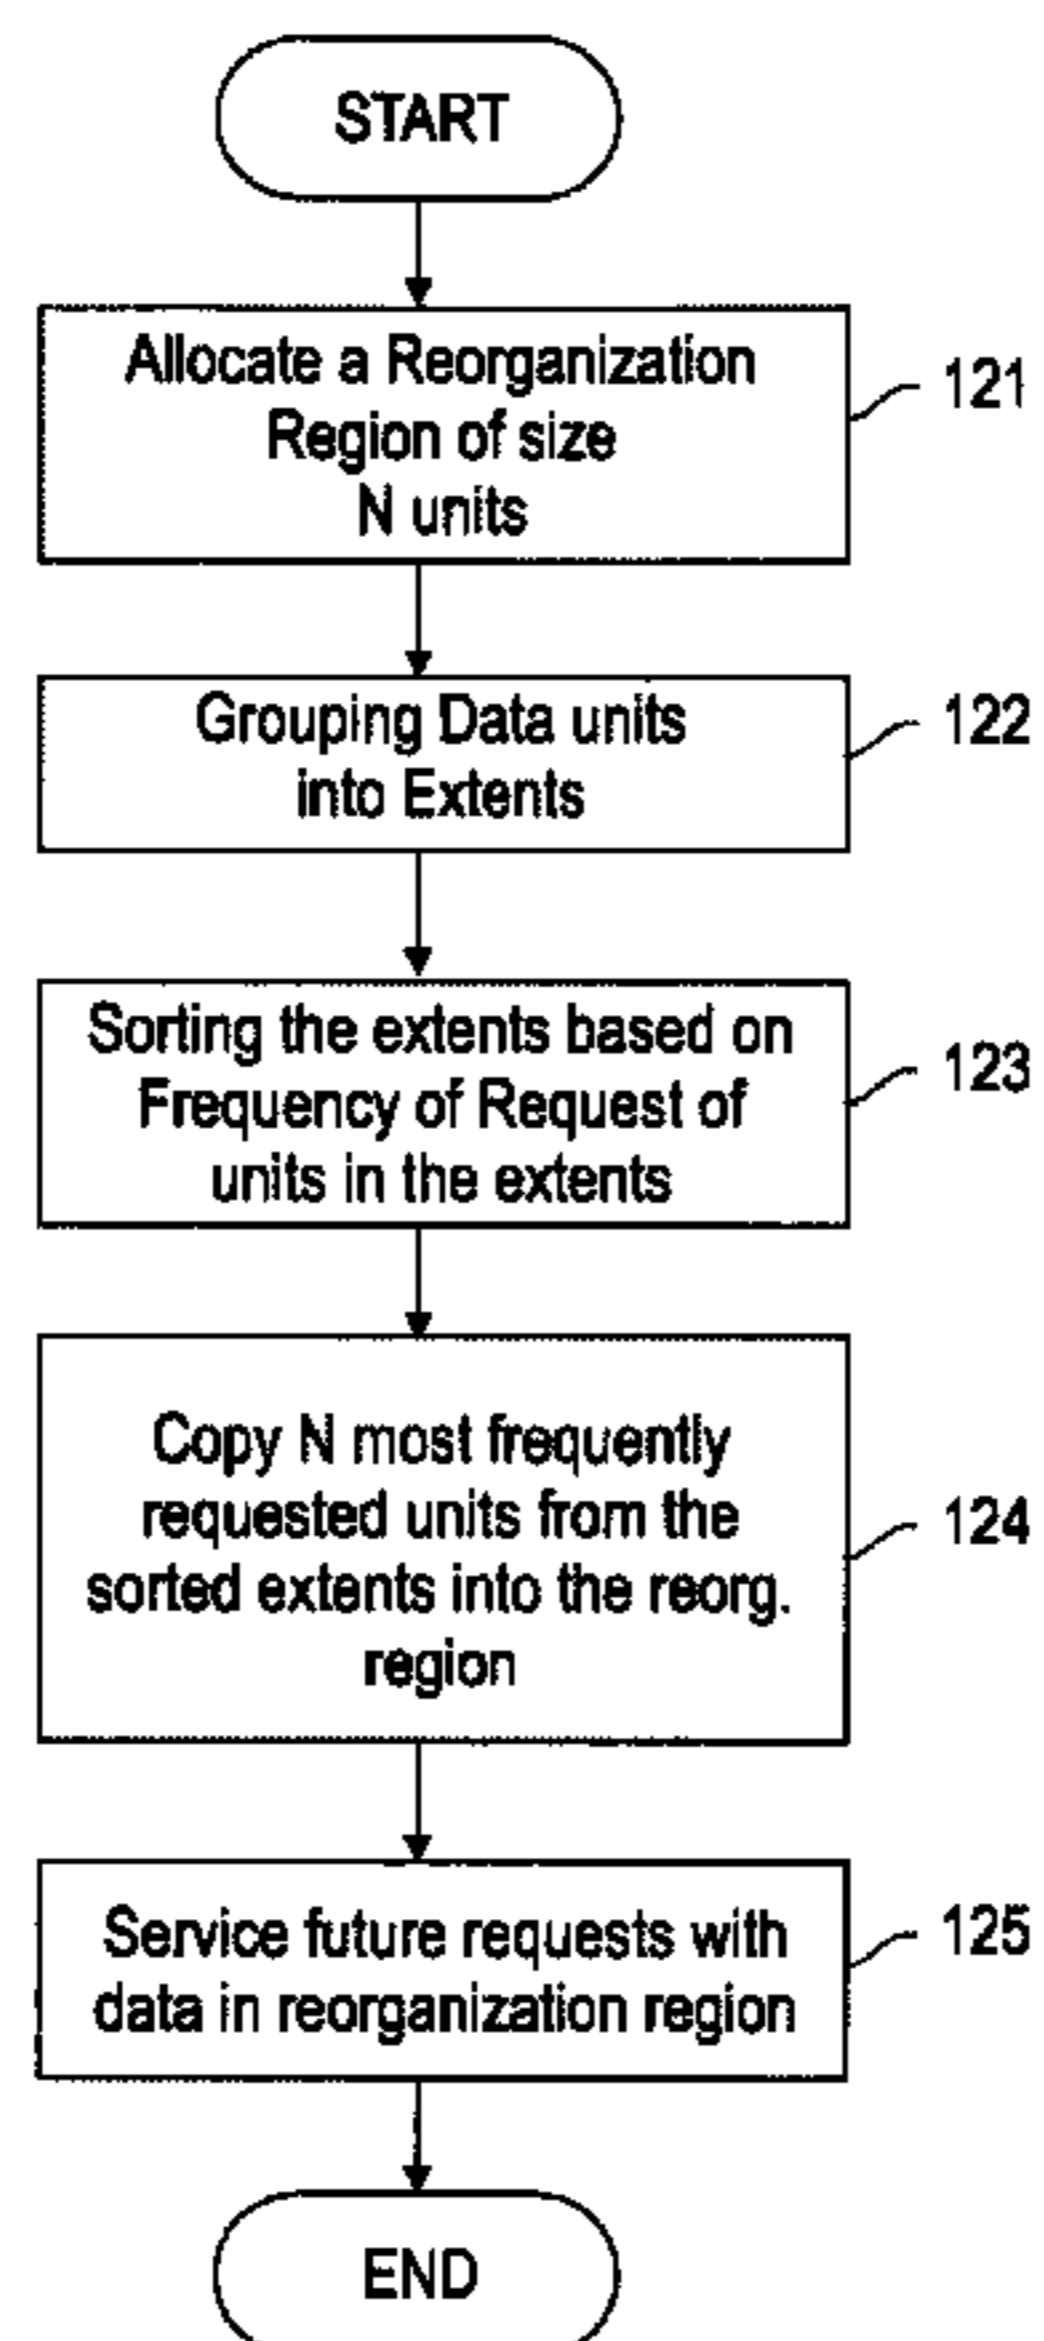 START
Allocate a Reorganization
Region of size
N units
121
Grouping Data units
into Extents
122
Sorting the extents based on
Frequency of Request of
units in the extents
123
Copy N most frequently
requested units from the
sorted extents into the reorg.
region
124
Service future requests with
data in reorganization region
125
END